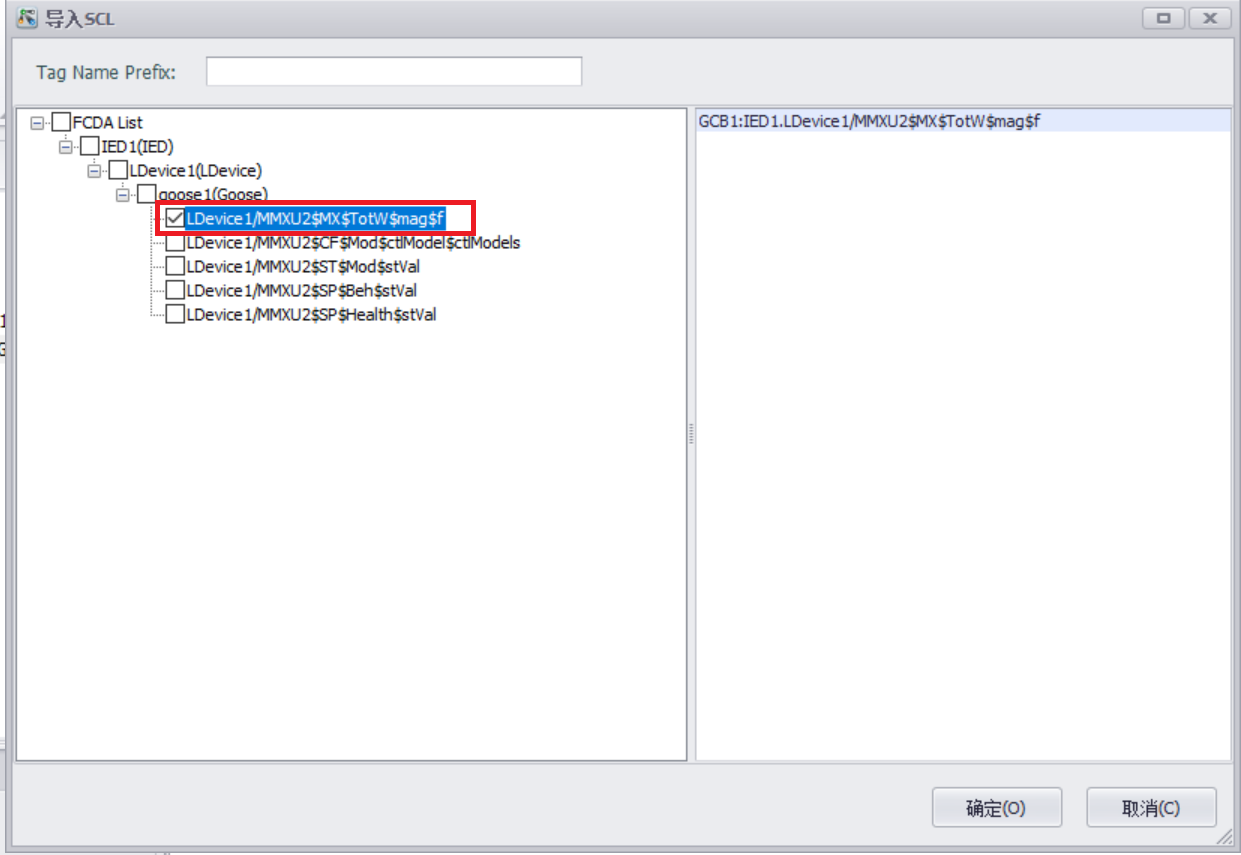 导入SCL
Tag Name Prefix:
FCDA List
IED1(IED)
LDevice1(LDevice)
goose1(Goose)
LDevice1/MMXU2$MX$TotW$mag$f
LDevice1/MMXU2$CF$Mod$ctlModel$ctlModels
LDevice1/MMXU2$ST$Mod$stVal
LDevice1/MMXU2$SP$Beh$stVal
LDevice1/MMXU2$SP$Health$stVal
GCB1:IED1.LDevice1/MMXU2$MX$TotW$mag$f
确定(O)
取消(C)